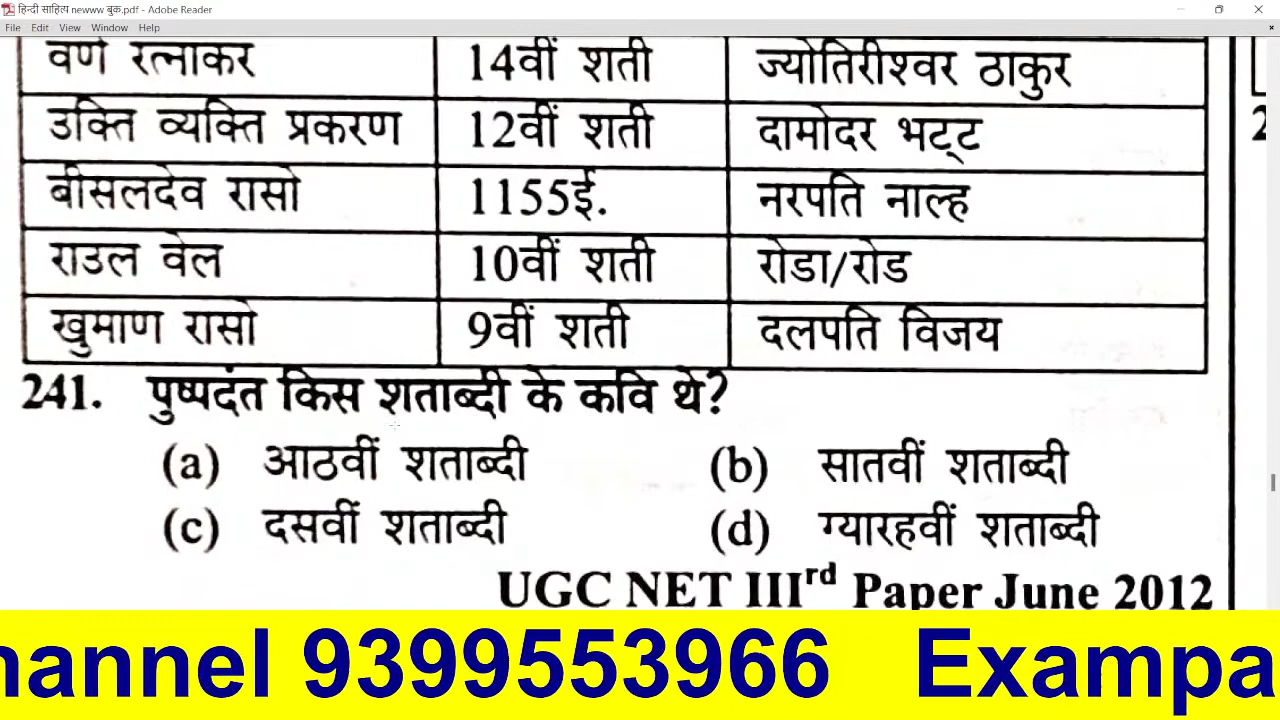 हिन्दी साहित्य newww बुक.pdf - Adobe Reader
File Edit View Window Help
वर्ण रत्नाकर 14वीं शती ज्योतिरीश्वर ठाकुर
उक्ति व्यक्ति प्रकरण 12वीं शती दामोदर भट्ट
बीसलदेव रासो 1155ई. नरपति नाल्ह
राउल वेल 10वीं शती रोडा/रोड
खुमाण रासो 9वीं शती दलपति विजय
241. पुष्पदंत किस शताब्दी के कवि थे?
(a) आठवीं शताब्दी (b) सातवीं शताब्दी
(c) दसवीं शताब्दी (d) ग्यारहवीं शताब्दी
UGC NET IIIrd Paper June 2012
hannel 9399553966 Exampa